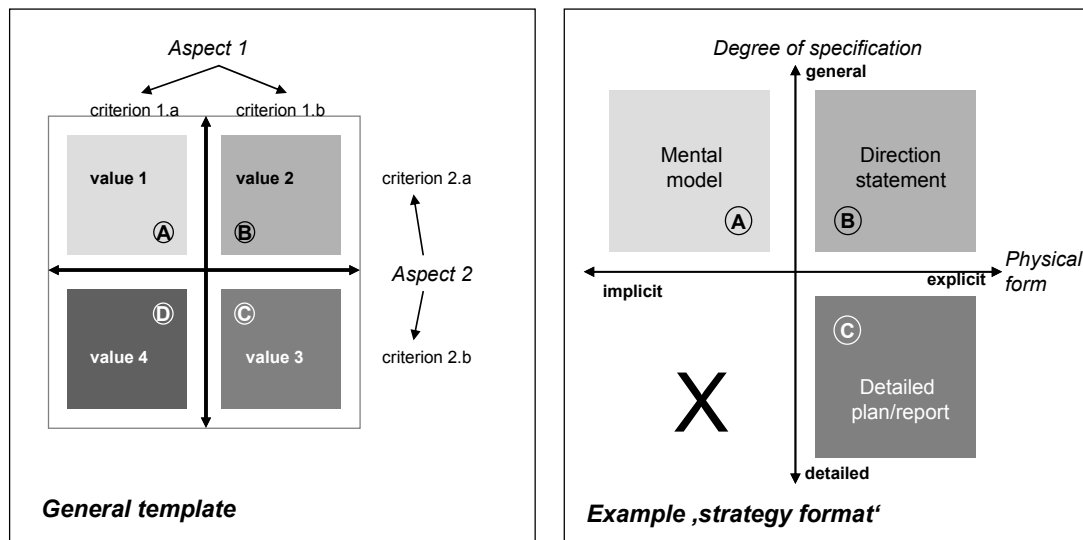 Aspect 1
criterion 1.a
criterion 1.b
value 1
value 2
A
B
criterion 2.a
Aspect 2
D
C
value 4
value 3
criterion 2.b
General template
Degree of specification
general
Mental
model
A
Direction
statement
B
Physical
form
implicit
explicit
C
X
Detailed
plan/report
detailed
Example ‚strategy format‘